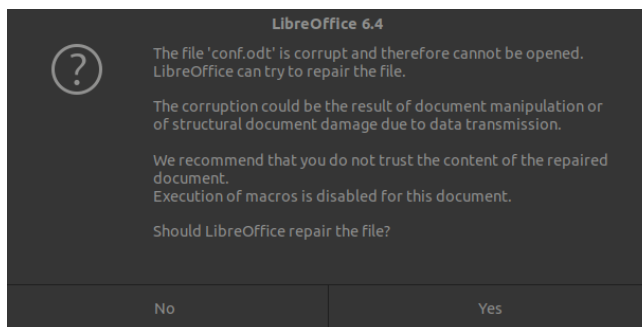 LibreOffice 6.4
The file 'conf.odt' is corrupt and therefore cannot be opened.
LibreOffice can try to repair the file.
The corruption could be the result of document manipulation or
of structural document damage due to data transmission.
We recommend that you do not trust the content of the repaired
document.
Execution of macros is disabled for this document.
Should LibreOffice repair the file?
No
Yes